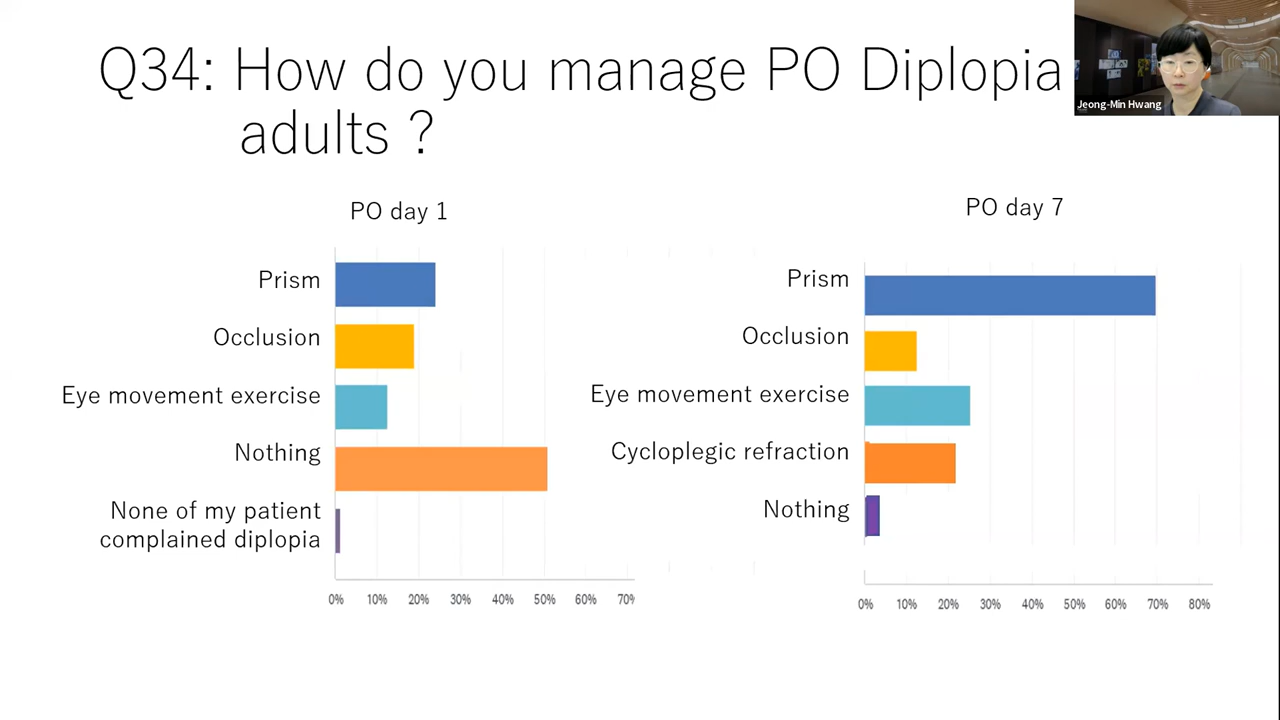 Q34: How do you manage PO Diplopia
adults ?
Jeong-Min Hwang
PO day 1
Prism
Occlusion
Eye movement exercise
Nothing
None of my patient
complained diplopia
0% 10% 20% 30% 40% 50% 60% 70%
PO day 7
Prism
Occlusion
Eye movement exercise
Cycloplegic refraction
Nothing
0% 10% 20% 30% 40% 50% 60% 70% 80%